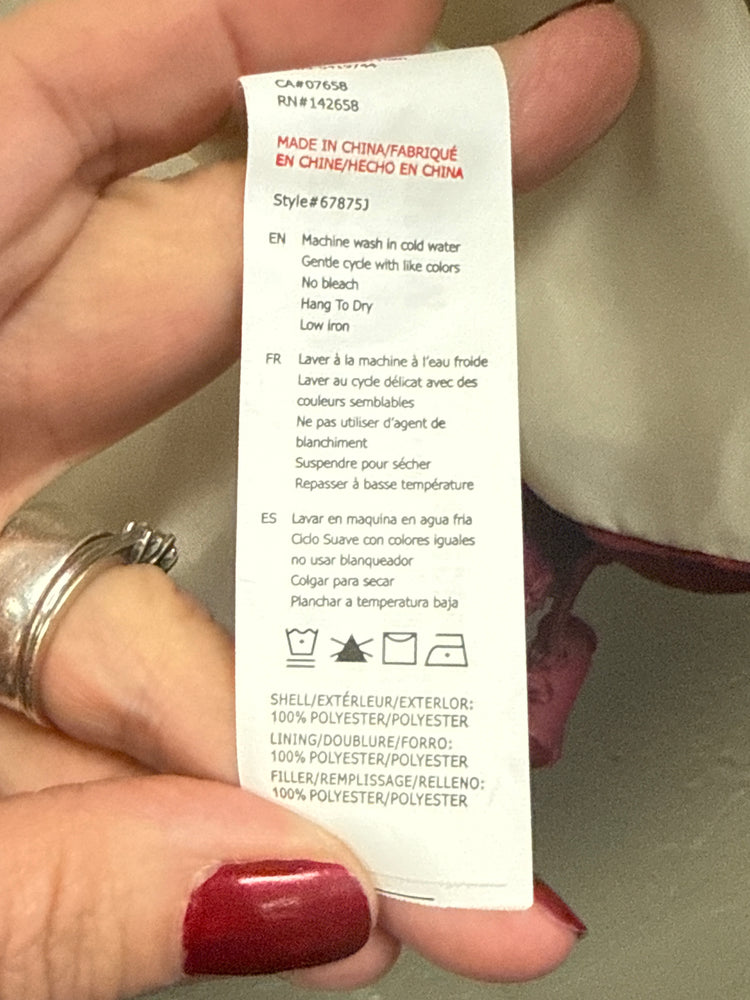 CA#07658
RN#142658
MADE IN CHINA/FABRIQUÉ
EN CHINE/HECHO EN CHINA
Style#67875J
EN Machine wash in cold water
Gentle cycle with like colors
No bleach
Hang To Dry
Low iron
FR Laver à la machine à l'eau froide
Laver au cycle délicat avec des
couleurs semblables
Ne pas utiliser d'agent de
blanchiment
Suspendre pour sécher
Repasser à basse température
ES Lavar en maquina en agua fria
Ciclo Suave con colores iguales
no usar blanqueador
Colgar para secar
Planchar a temperatura baja
SHELL/EXTÉRLEUR/EXTERLOR:
100% POLYESTER/POLYESTER
LINING/DOUBLURE/FORRO:
100% POLYESTER/POLYESTER
FILLER/REMPLISSAGE/RELLENO:
100% POLYESTER/POLYESTER